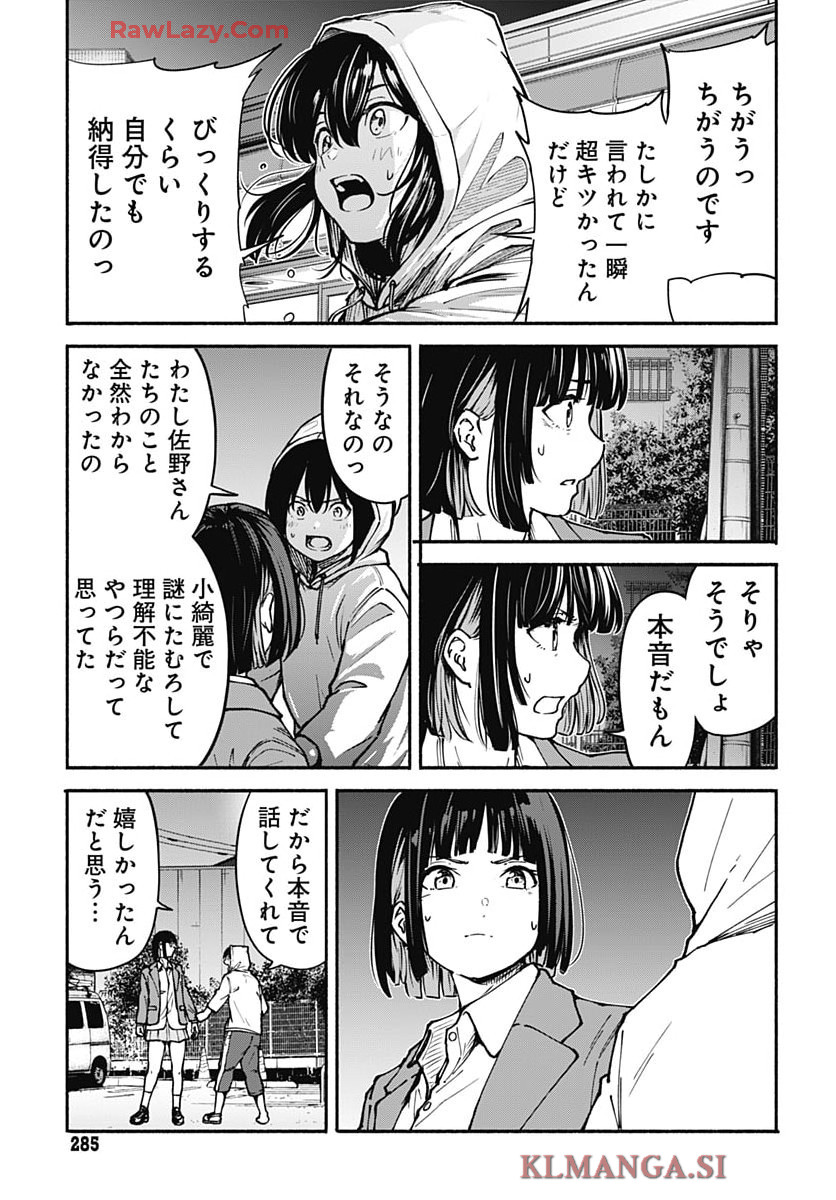 RawLazy.Com
ちがうっ
ちがうのです
たしかに
言われて一瞬
超キツかったん
だけど
びっくりする
くらい
自分でも
納得したのっ
そりゃ
そうでしょ
本音だもん
そうなの
それなのっ
わたし佐野さん
たちのこと
全然わから
なかったの
小綺麗で
謎にたむろして
理解不能な
やつらだって
思ってた
だから本音で
話してくれて
嬉しかったん
だと思う…
285
KLMANGA.SI